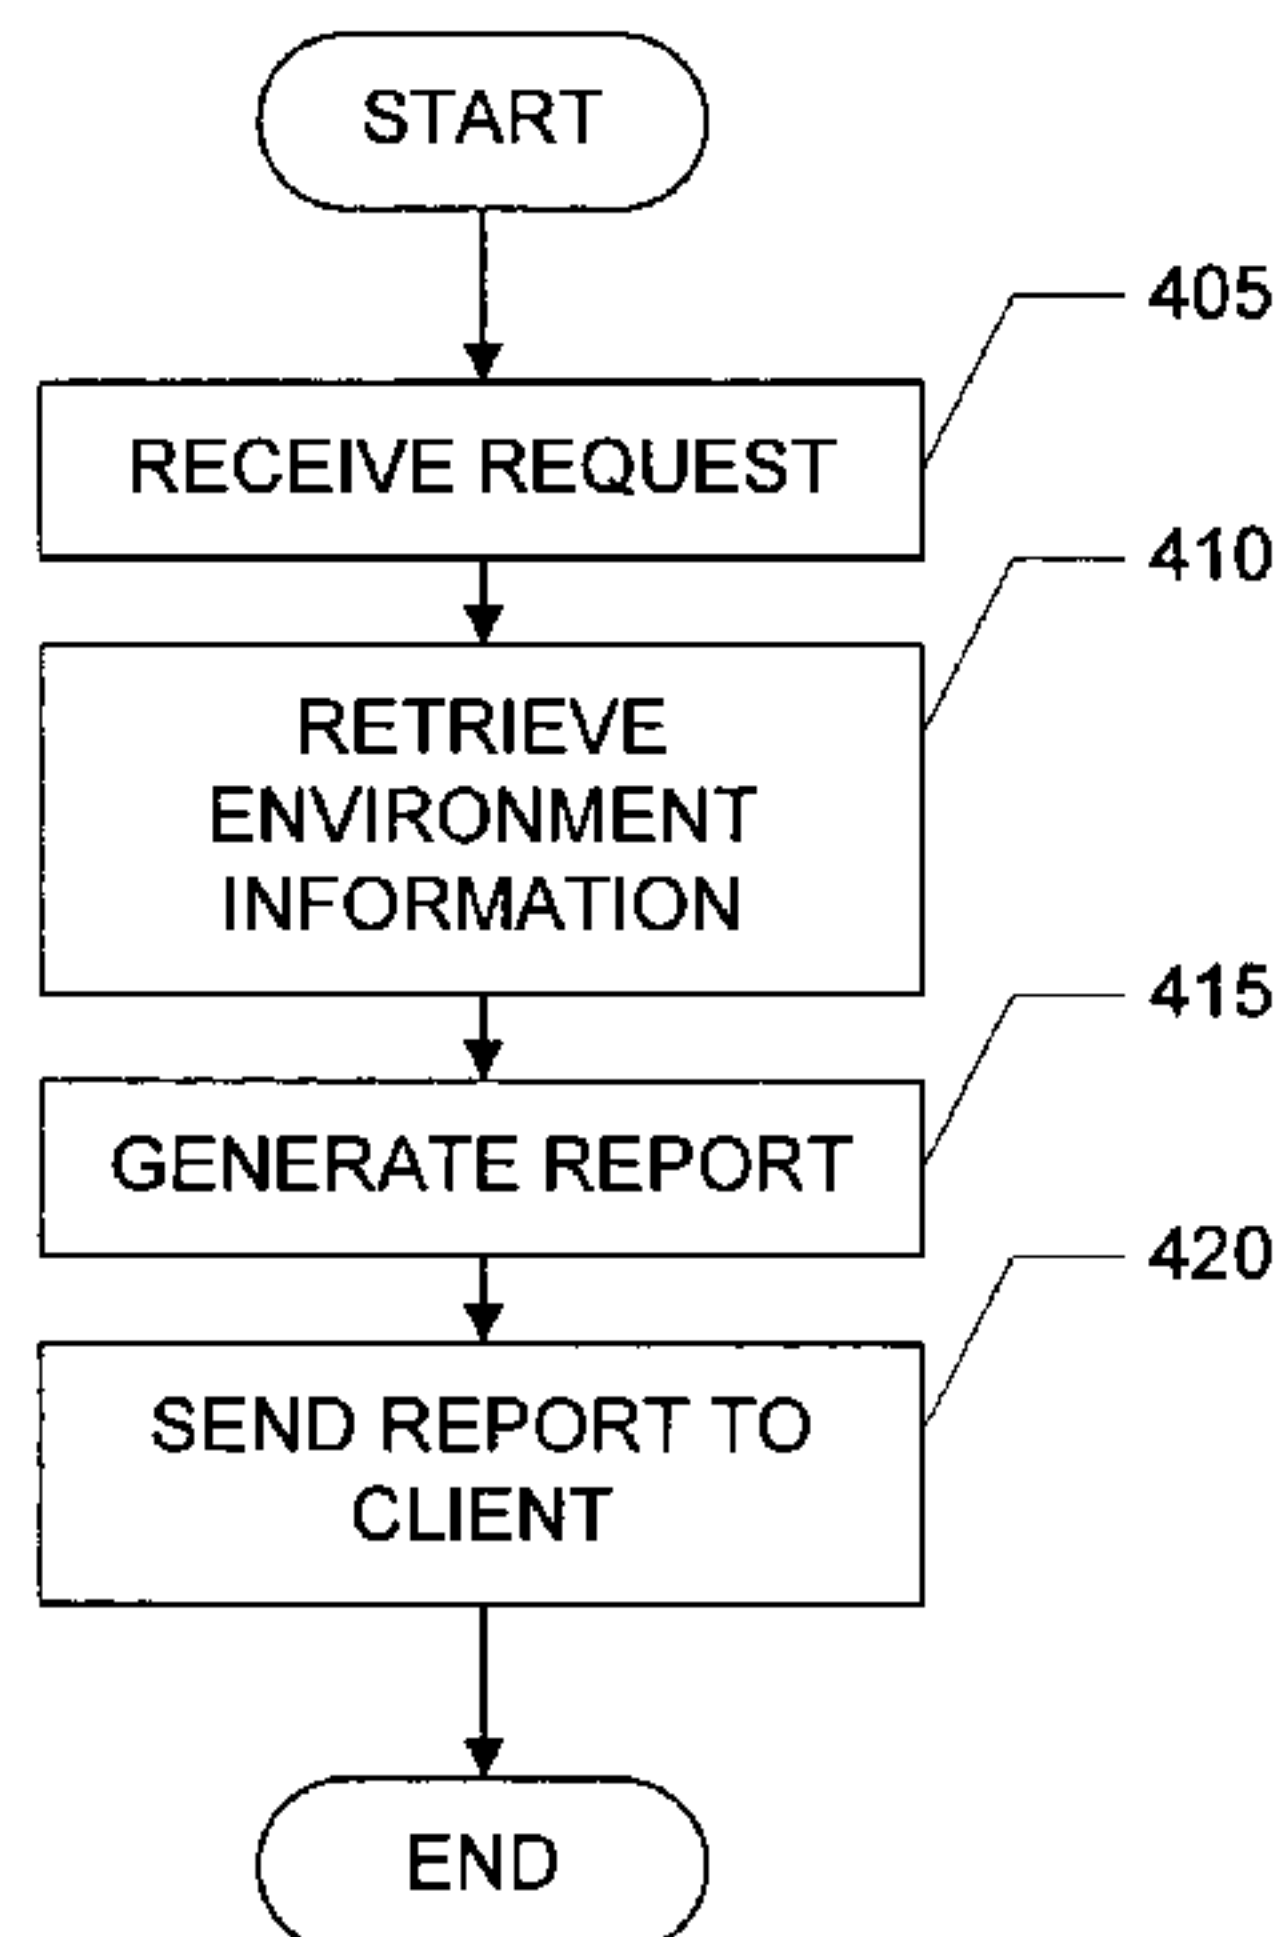 START
405
RECEIVE REQUEST
410
RETRIEVE
ENVIRONMENT
INFORMATION
415
GENERATE REPORT
420
SEND REPORT TO
CLIENT
END